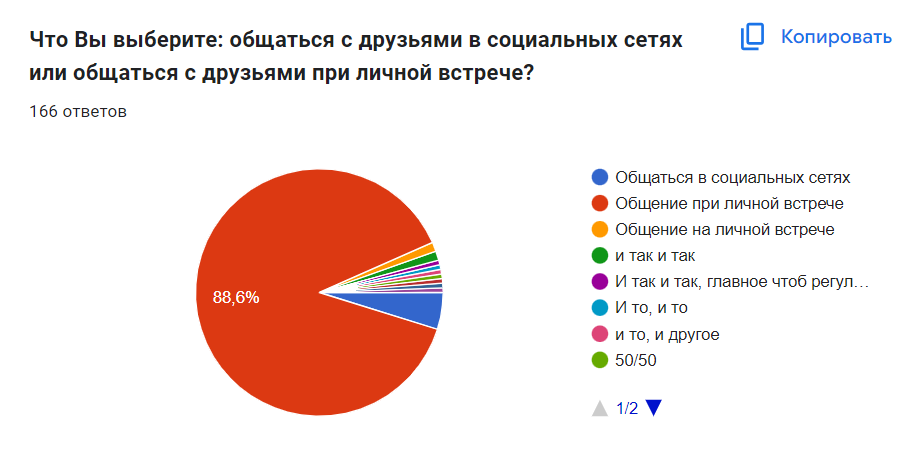 Что Вы выберите: общаться с друзьями в социальных сетях
или общаться с друзьями при личной встрече?
Копировать
166 ответов
88,6%
Общаться в социальных сетях
Общение при личной встрече
Общение на личной встрече
и так и так
И так и так, главное чтоб регул…
И то, и то
и то, и другое
50/50
1/2